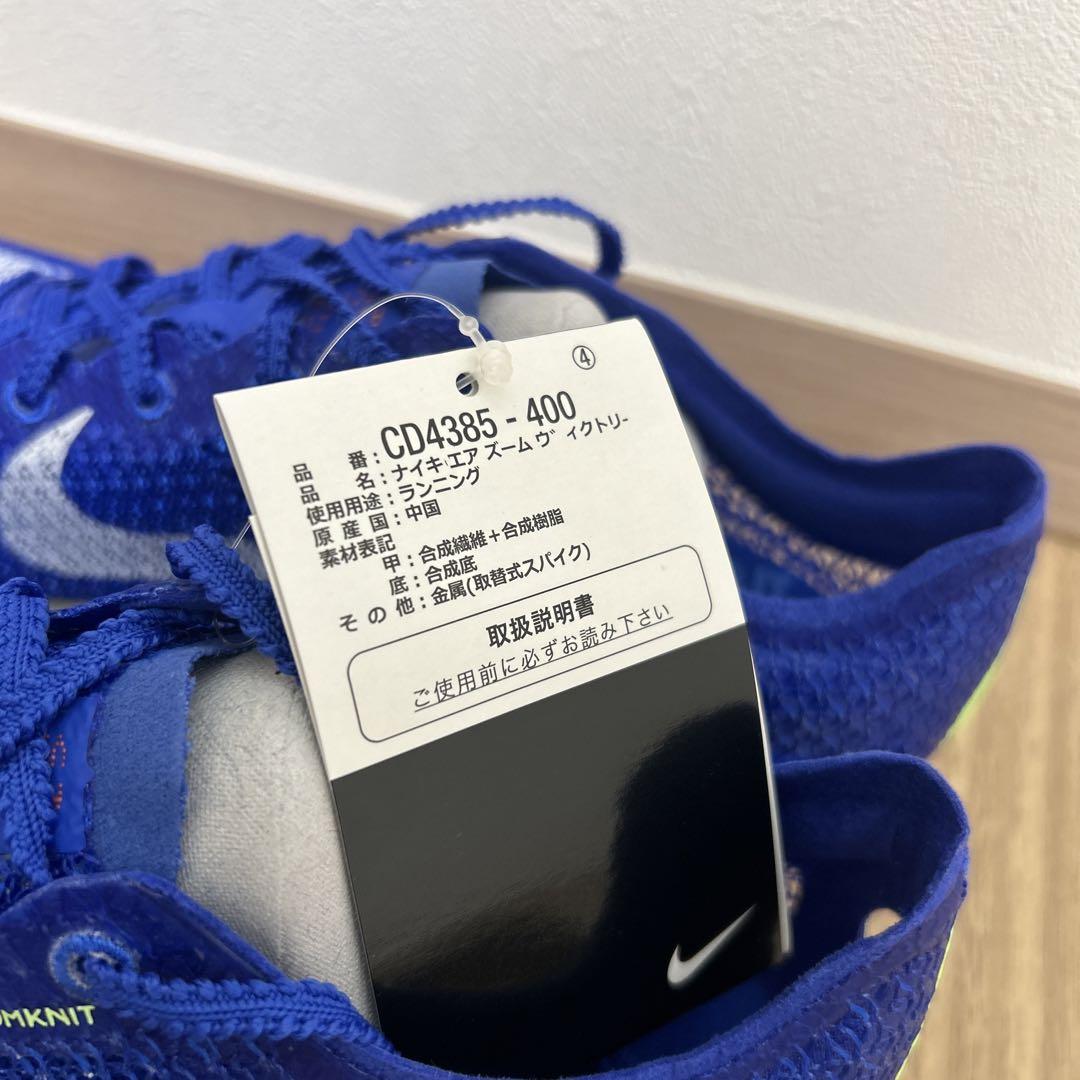 ④
品 番：CD4385 - 400
品 名：ナイキ エア ズーム ヴィクトリー
使用用途：ランニング
原産国：中国
素材表記
甲：合成繊維＋合成樹脂
底：合成底
その他：金属(取替式スパイク)
取扱説明書
ご使用前に必ずお読み下さい
OMKNIT